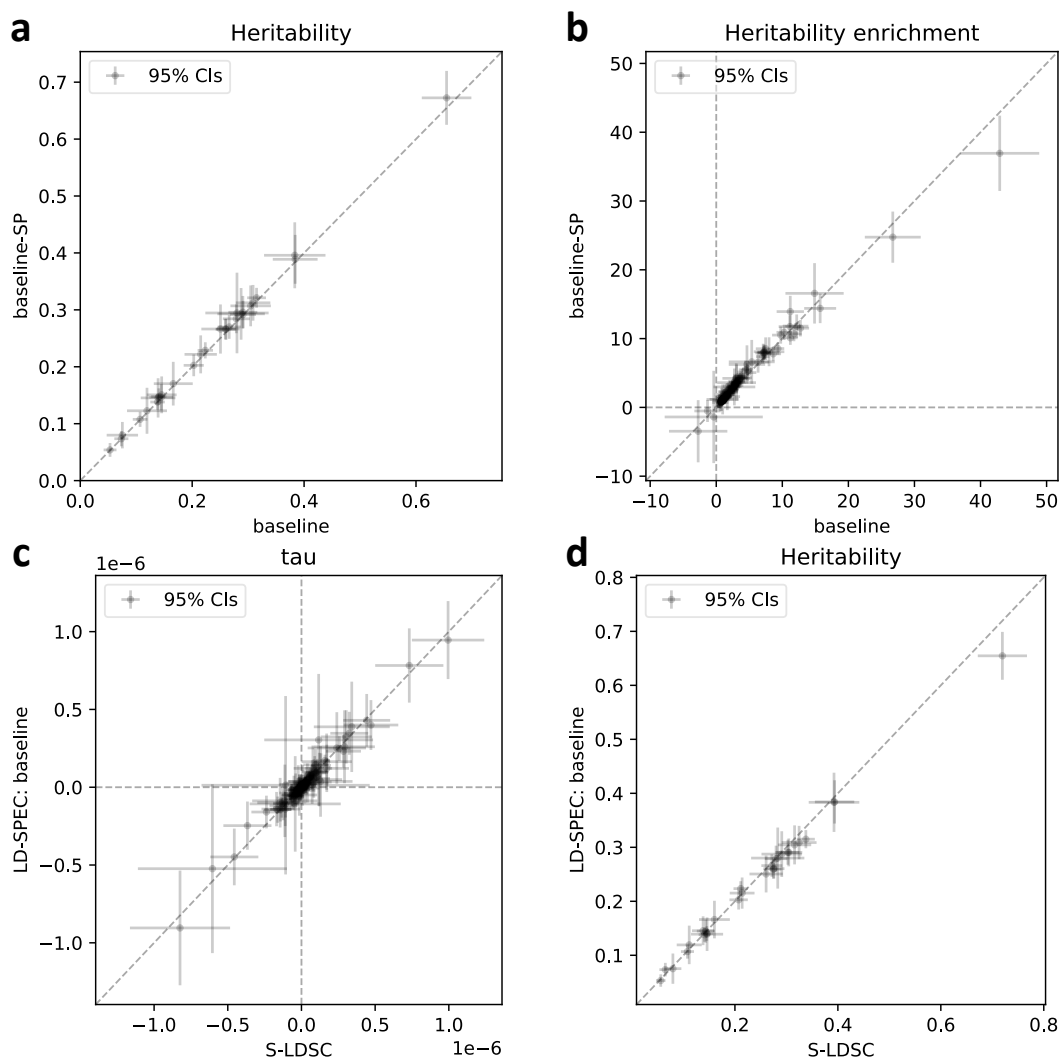 a
Heritability
95% CIs
0.7
0.6
0.5
0.4
0.3
0.2
0.1
0.0
baseline-SP
0.0 0.2 0.4 0.6
baseline
b
Heritability enrichment
95% CIs
50
40
30
20
10
0
−10
baseline-SP
−10 0 10 20 30 40 50
baseline
c
1e−6
tau
95% CIs
1.0
0.5
0.0
−0.5
−1.0
LD-SPEC: baseline
−1.0 −0.5 0.0 0.5 1.0
S-LDSC
1e−6
d
Heritability
95% CIs
0.8
0.7
0.6
0.5
0.4
0.3
0.2
0.1
LD-SPEC: baseline
0.2 0.4 0.6 0.8
S-LDSC